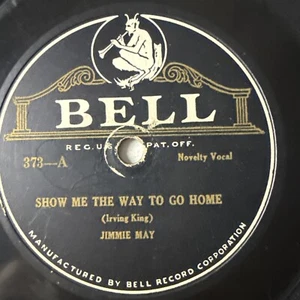 BELL
REG. U.S. PAT. OFF.
373—A
Novelty Vocal
SHOW ME THE WAY TO GO HOME
(Irving King)
JIMMIE MAY
MANUFACTURED BY BELL RECORD CORPORATION